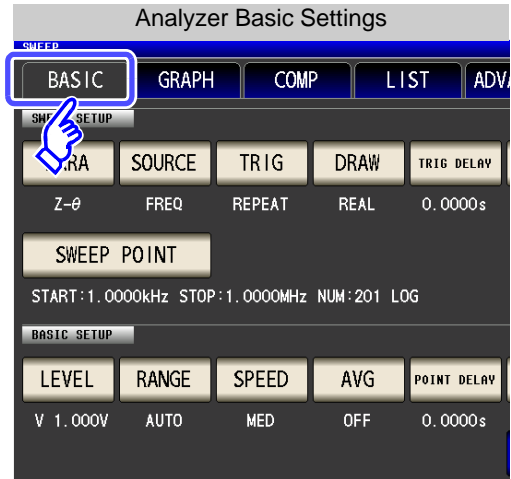 Analyzer Basic Settings
SWEEP
BASIC GRAPH COMP LIST
SETUP
SOURCE TRIG DRAW TRIG DELAY
Z-θ FREQ REPEAT REAL 0.0000s
SWEEP POINT
START:1.0000kHz STOP:1.0000MHz NUM:201 LOG
BASIC SETUP
LEVEL RANGE SPEED AVG POINT DELAY
V 1.000V AUTO MED OFF 0.0000s